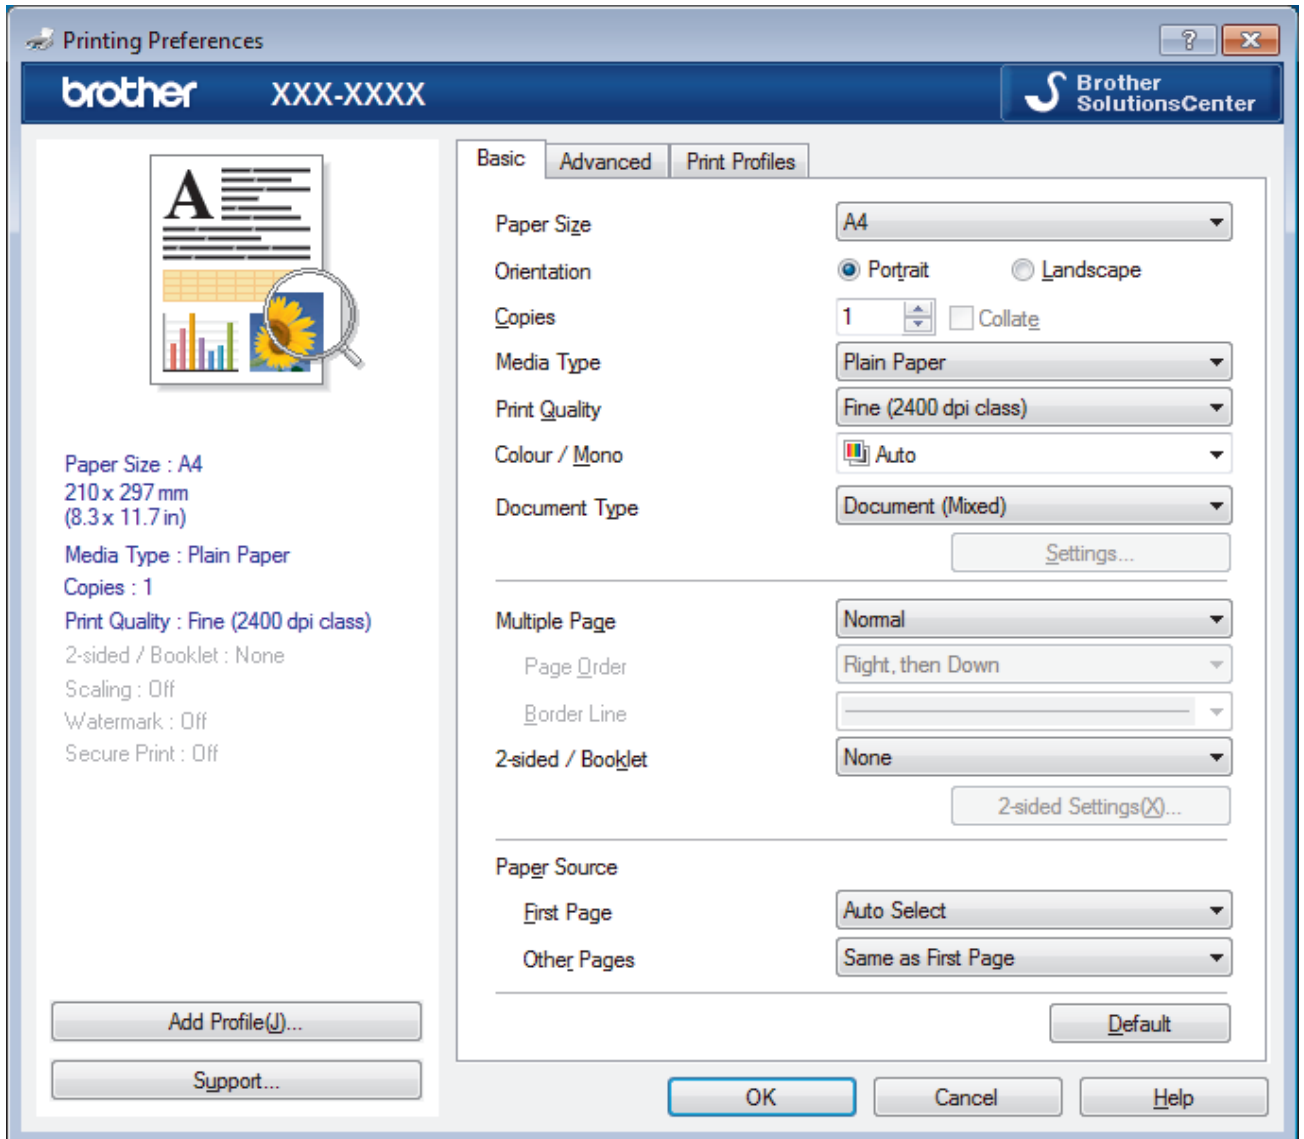 Printing Preferences
brother XXX-XXXX
Brother
SolutionsCenter
A
Paper Size : A4
210 x 297 mm
(8.3 x 11.7 in)
Media Type : Plain Paper
Copies : 1
Print Quality : Fine (2400 dpi class)
2-sided / Booklet : None
Scaling : Off
Watermark : Off
Secure Print : Off
Add Profile(J)...
Support...
Basic Advanced Print Profiles
Paper Size A4
Orientation Portrait Landscape
Copies 1 Collate
Media Type Plain Paper
Print Quality Fine (2400 dpi class)
Colour / Mono Auto
Document Type Document (Mixed)
Settings...
Multiple Page Normal
Page Order Right, then Down
Border Line
2-sided / Booklet None
2-sided Settings(X)...
Paper Source
First Page Auto Select
Other Pages Same as First Page
Default
OK Cancel Help